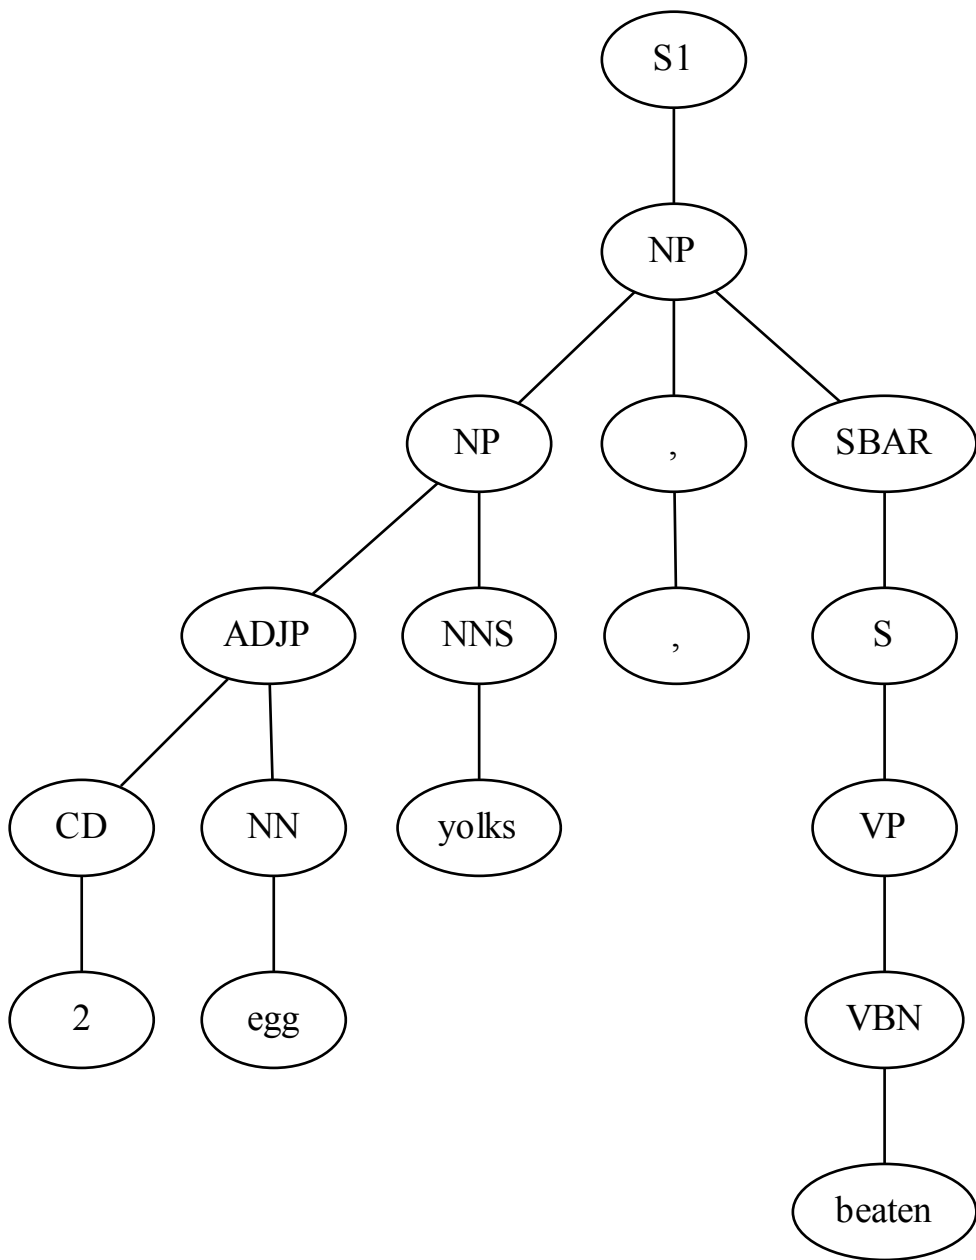 S1
NP
NP , SBAR
ADJP NNS , S
CD NN yolks VP
2 egg VBN
beaten